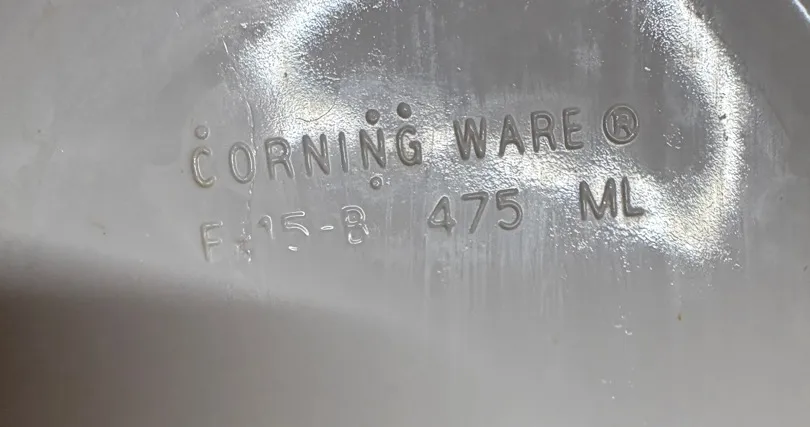 CORNING WARE ®
F-15-B 475 ML